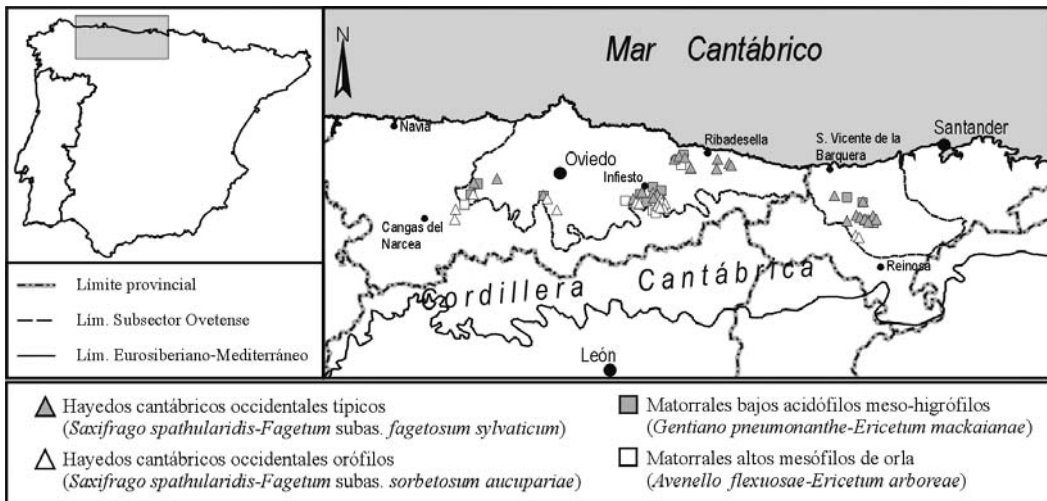 N
Mar Cantábrico
Navia
Ribadesella
S. Vicente de la
Barquera
Santander
Oviedo
Infiesto
Cangas del
Narcea
Reinosa
Cordillera Cantábrica
León
Límite provincial
Lím. Subsector Ovetense
Lím. Eurosiberiano-Mediterráneo
Hayedos cantábricos occidentales típicos
(Saxifrago spathularidis-Fagetum subas. fagetosum sylvaticum)
Hayedos cantábricos occidentales orófilos
(Saxifrago spathularidis-Fagetum subas. sorbetosum aucupariae)
Matorrales bajos acidófilos meso-higrófilos
(Gentiano pneumonanthe-Ericetum mackaianae)
Matorrales altos mesófilos de orla
(Avenello flexuosae-Ericetum arboreae)